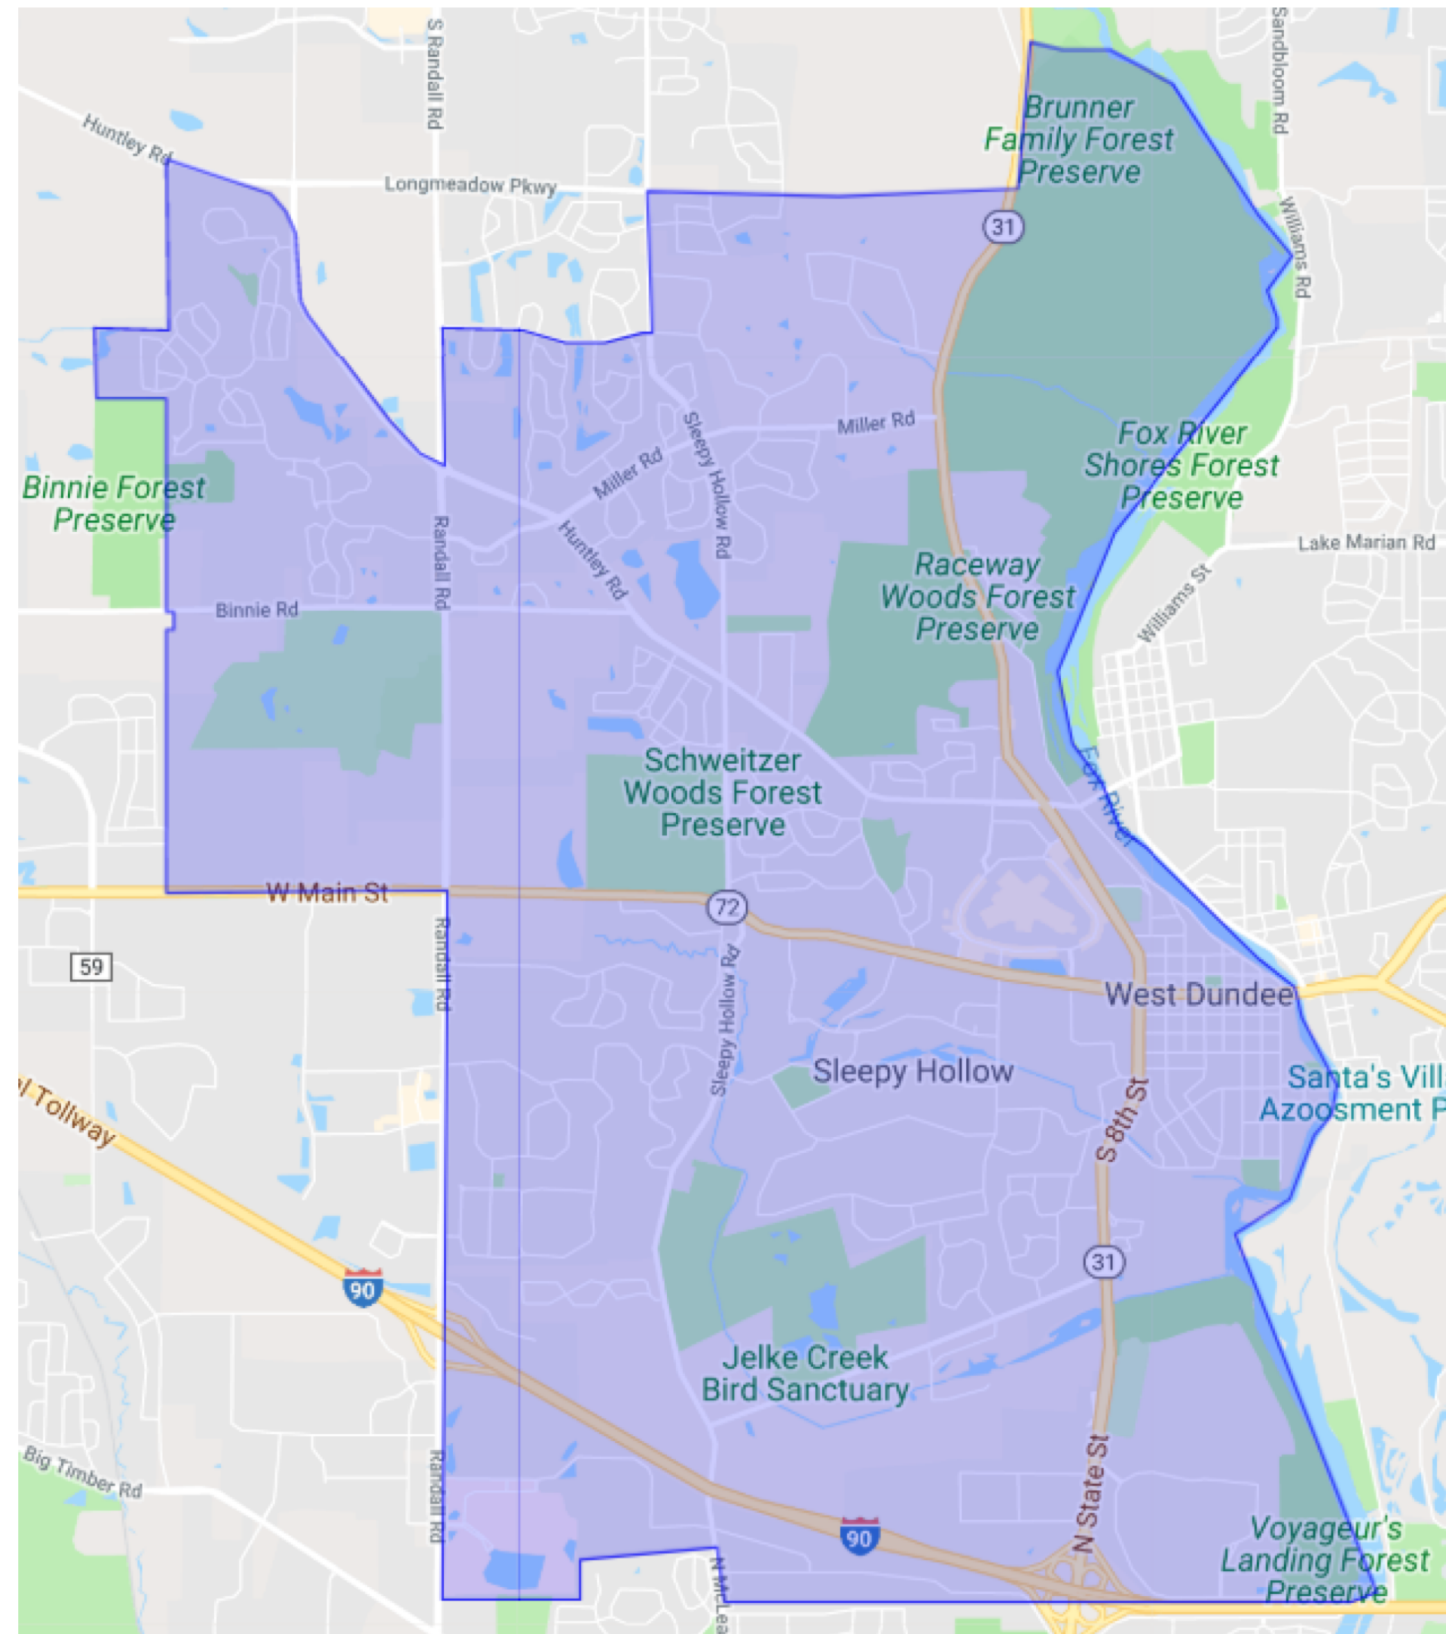 S Randall Rd
Sandbloom Rd
Huntley Rd
Brunner
Family Forest
Preserve
Longmeadow Pkwy
31
Williams Rd
Sleepy Hollow Rd
Miller Rd
Miller Rd
Fox River
Shores Forest
Preserve
Binnie Forest
Preserve
Randall Rd
Huntley Rd
Lake Marian Rd
Raceway
Woods Forest
Preserve
Williams St
Binnie Rd
Schweitzer
Woods Forest
Preserve
Fox River
W Main St
72
Randall Rd
59
Sleepy Hollow Rd
West Dundee
Sleepy Hollow
Santa's Vill
Azoosment P
l Tollway
S 8th St
31
90
Jelke Creek
Bird Sanctuary
Big Timber Rd
Randall Rd
N State St
90
Voyageur's
Landing Forest
Preserve
N McLea